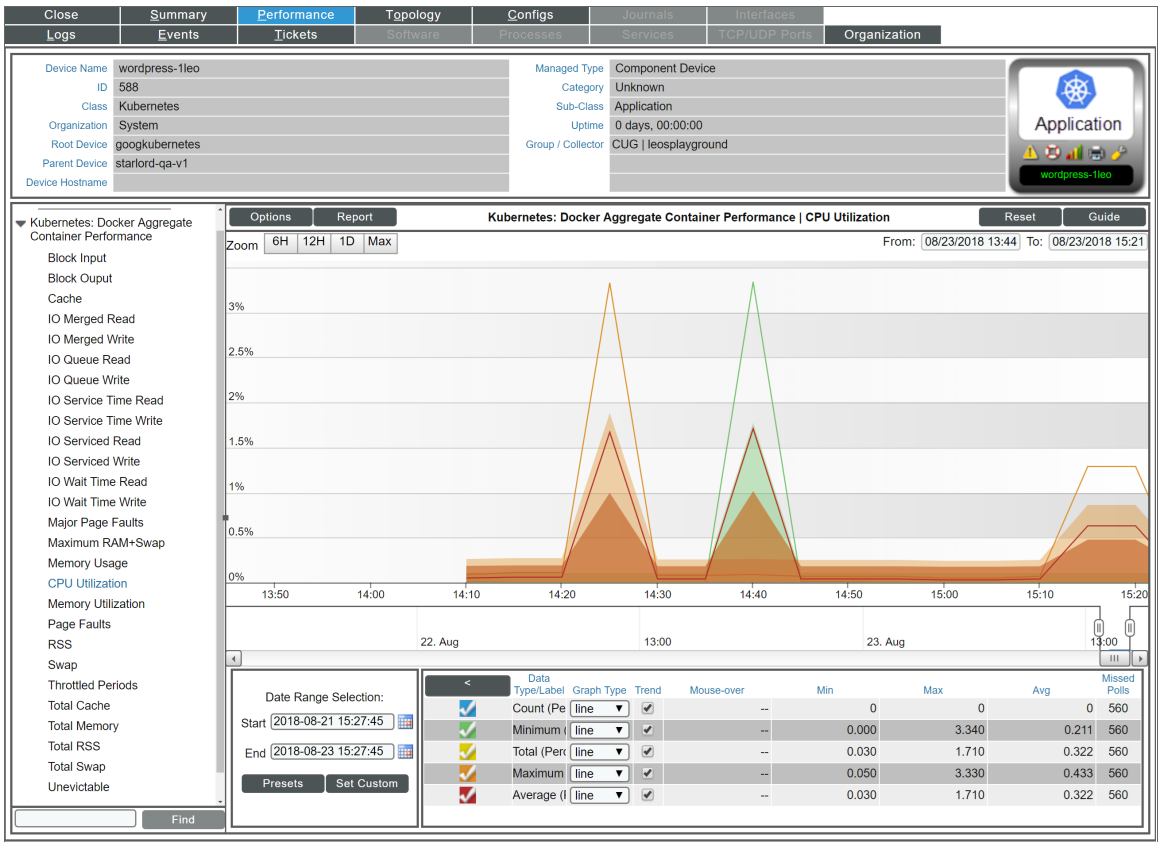 Close Summary Performance Topology Configs Journals Interfaces
Logs Events Tickets Software Processes Services TCP/UDP Ports Organization
Device Name wordpress-1leo Managed Type Component Device
ID 588 Category Unknown
Class Kubernetes Sub-Class Application
Organization System Uptime 0 days, 00:00:00
Root Device googkubernetes Group / Collector CUG | leosplayground
Parent Device starlord-qa-v1
Device Hostname
Application
wordpress-1leo
Kubernetes: Docker Aggregate
Container Performance
Block Input
Block Ouput
Cache
IO Merged Read
IO Merged Write
IO Queue Read
IO Queue Write
IO Service Time Read
IO Service Time Write
IO Serviced Read
IO Serviced Write
IO Wait Time Read
IO Wait Time Write
Major Page Faults
Maximum RAM+Swap
Memory Usage
CPU Utilization
Memory Utilization
Page Faults
RSS
Swap
Throttled Periods
Total Cache
Total Memory
Total RSS
Total Swap
Unevictable
Find
Options Report Kubernetes: Docker Aggregate Container Performance | CPU Utilization Reset Guide
Zoom 6H 12H 1D Max From: 08/23/2018 13:44 To: 08/23/2018 15:21
3%
2.5%
2%
1.5%
1%
0.5%
0%
13:50 14:00 14:10 14:20 14:30 14:40 14:50 15:00 15:10 15:20
22. Aug 13:00 23. Aug 13:00
Date Range Selection:
Start 2018-08-21 15:27:45
End 2018-08-23 15:27:45
Presets Set Custom
< Data Type/Label Graph Type Trend Mouse-over Min Max Avg Missed Polls
Count (Pe line -- 0 0 0 560
Minimum ( line -- 0.000 3.340 0.211 560
Total (Perc line -- 0.030 1.710 0.322 560
Maximum line -- 0.050 3.330 0.433 560
Average (I line -- 0.030 1.710 0.322 560